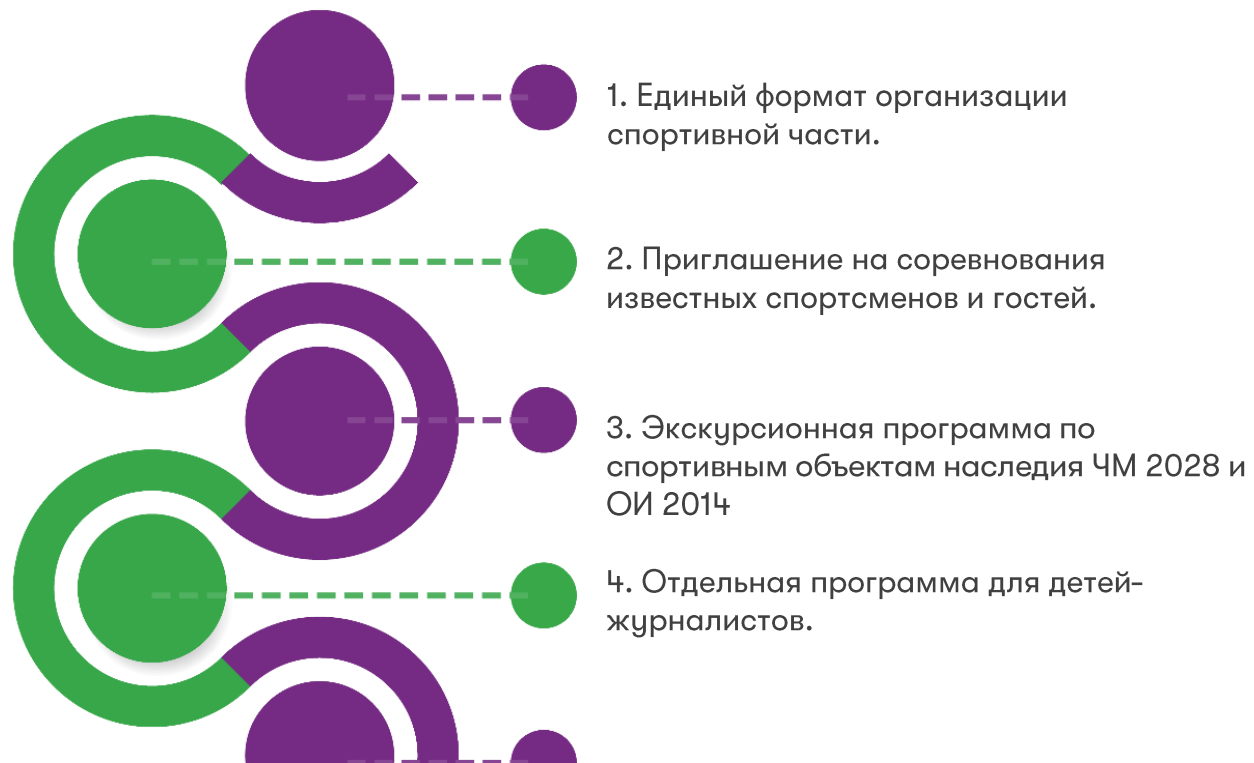 1. Единый формат организации
спортивной части.
2. Приглашение на соревнования
известных спортсменов и гостей.
3. Экскурсионная программа по
спортивным объектам наследия ЧМ 2028 и
ОИ 2014
4. Отдельная программа для детей-
журналистов.